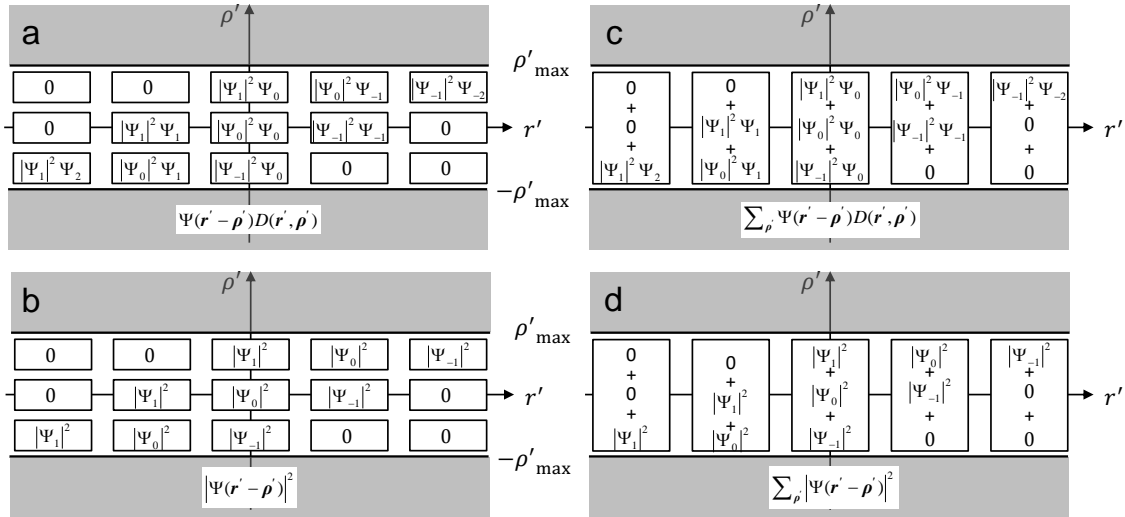 a
ρ′
ρ′max
0 0 |Ψ₁|²Ψ₀ |Ψ₀|²Ψ₋₁ |Ψ₋₁|²Ψ₋₂
0 |Ψ₁|²Ψ₁ |Ψ₀|²Ψ₀ |Ψ₋₁|²Ψ₋₁ 0 r′
|Ψ₁|²Ψ₂ |Ψ₀|²Ψ₁ |Ψ₋₁|²Ψ₀ 0 0
−ρ′max
Ψ(r′ − ρ′)D(r′, ρ′)
c
ρ′
0 0 |Ψ₁|²Ψ₀ |Ψ₀|²Ψ₋₁ |Ψ₋₁|²Ψ₋₂
+ + + + +
0 |Ψ₁|²Ψ₁ |Ψ₀|²Ψ₀ |Ψ₋₁|²Ψ₋₁ 0 r′
+ + + + +
|Ψ₁|²Ψ₂ |Ψ₀|²Ψ₁ |Ψ₋₁|²Ψ₀ 0 0
∑ρ′ Ψ(r′ − ρ′)D(r′, ρ′)
b
ρ′
ρ′max
0 0 |Ψ₁|² |Ψ₀|² |Ψ₋₁|²
0 |Ψ₁|² |Ψ₀|² |Ψ₋₁|² 0 r′
|Ψ₁|² |Ψ₀|² |Ψ₋₁|² 0 0
−ρ′max
|Ψ(r′ − ρ′)|²
d
ρ′
0 0 |Ψ₁|² |Ψ₀|² |Ψ₋₁|²
+ + + + +
0 |Ψ₁|² |Ψ₀|² |Ψ₋₁|² 0 r′
+ + + + +
|Ψ₁|² |Ψ₀|² |Ψ₋₁|² 0 0
∑ρ′ |Ψ(r′ − ρ′)|²